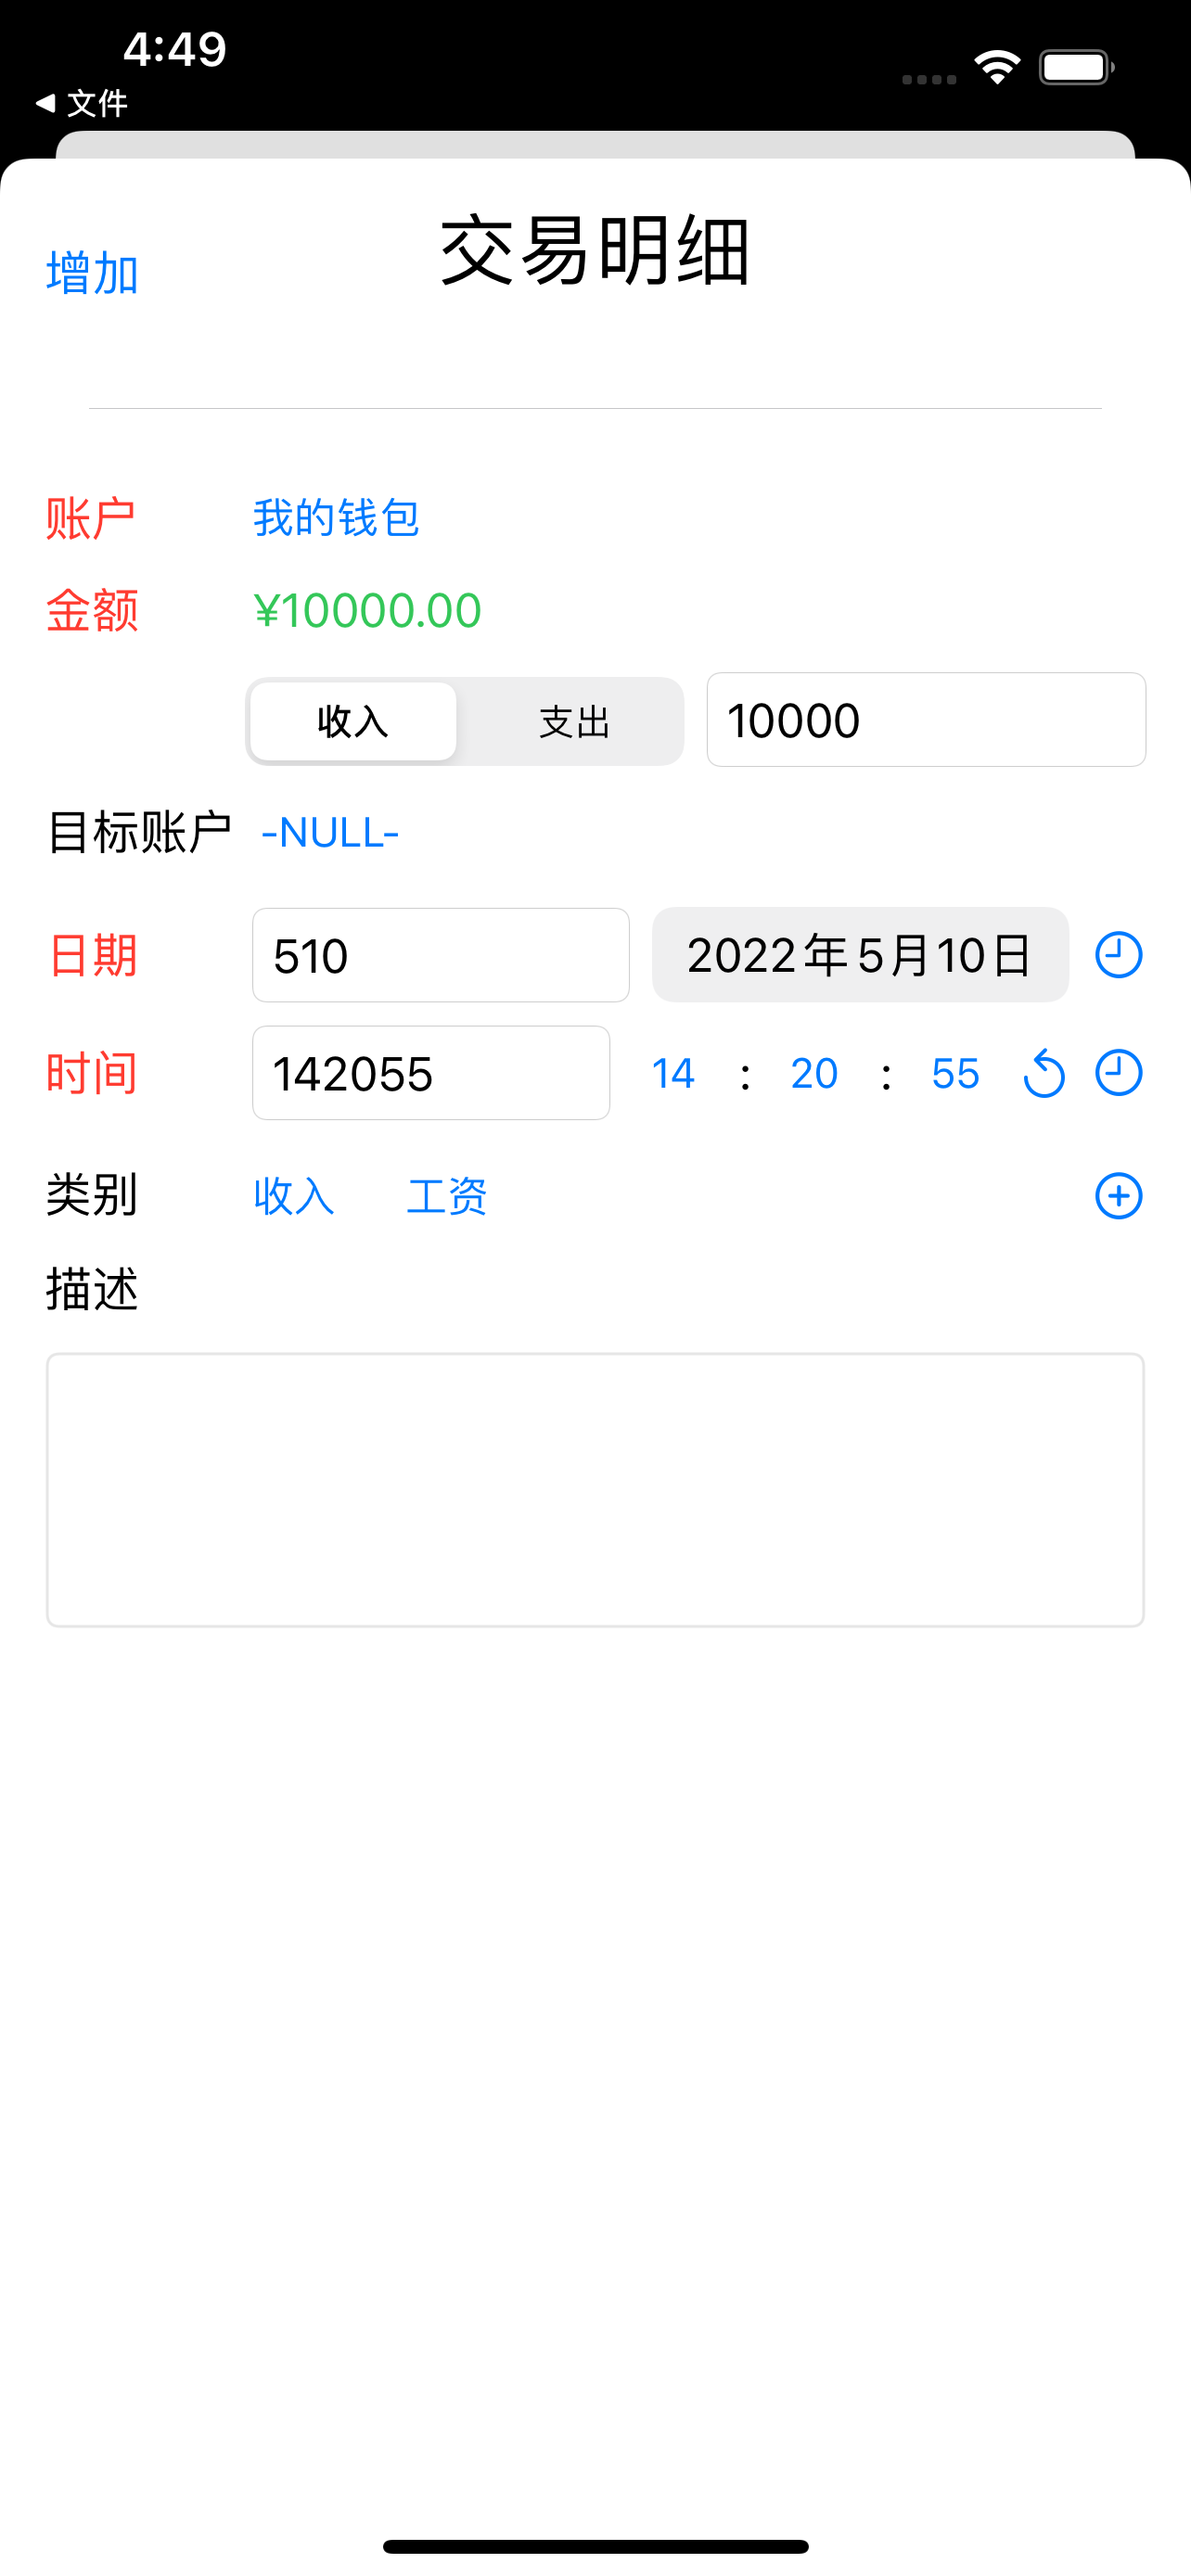 4:49
文件
增加
交易明细
账户
我的钱包
金额
¥10000.00
收入
支出
10000
目标账户
-NULL-
日期
510
2022年5月10日
时间
142055
14 : 20 : 55
类别
收入
工资
描述